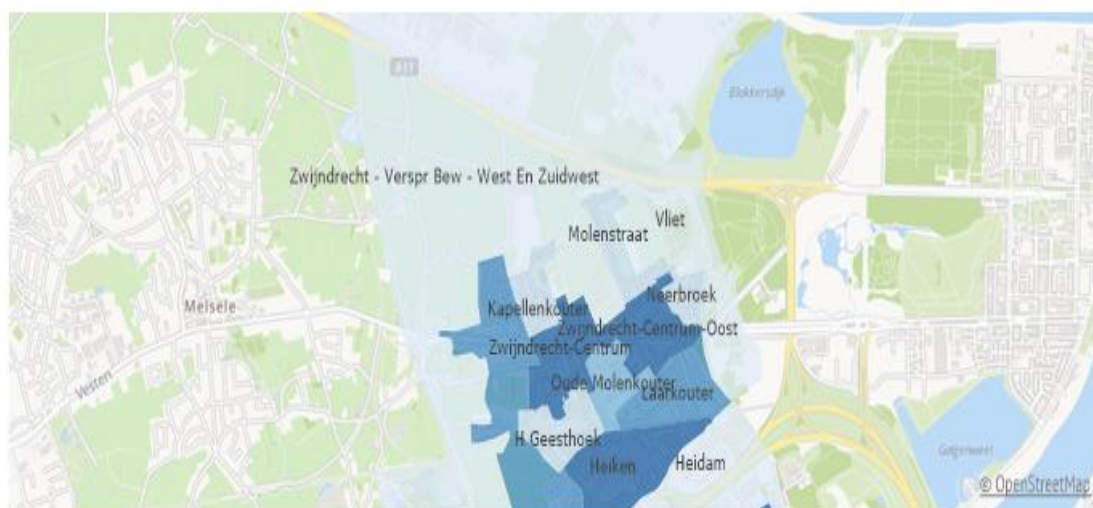 A11
Blokkersdijk
Zwijndrecht - Verspr Bew - West En Zuidwest
Vliet
Molenstraat
Neerbroek
Melsele
Kapellenkouter
Zwijndrecht-Centrum-Oost
Zwijndrecht-Centrum
Oude Molenkouter
Laarkouter
Vesten
H Geesthoek
Heiken
Heidam
Galgenweel
© OpenStreetMap